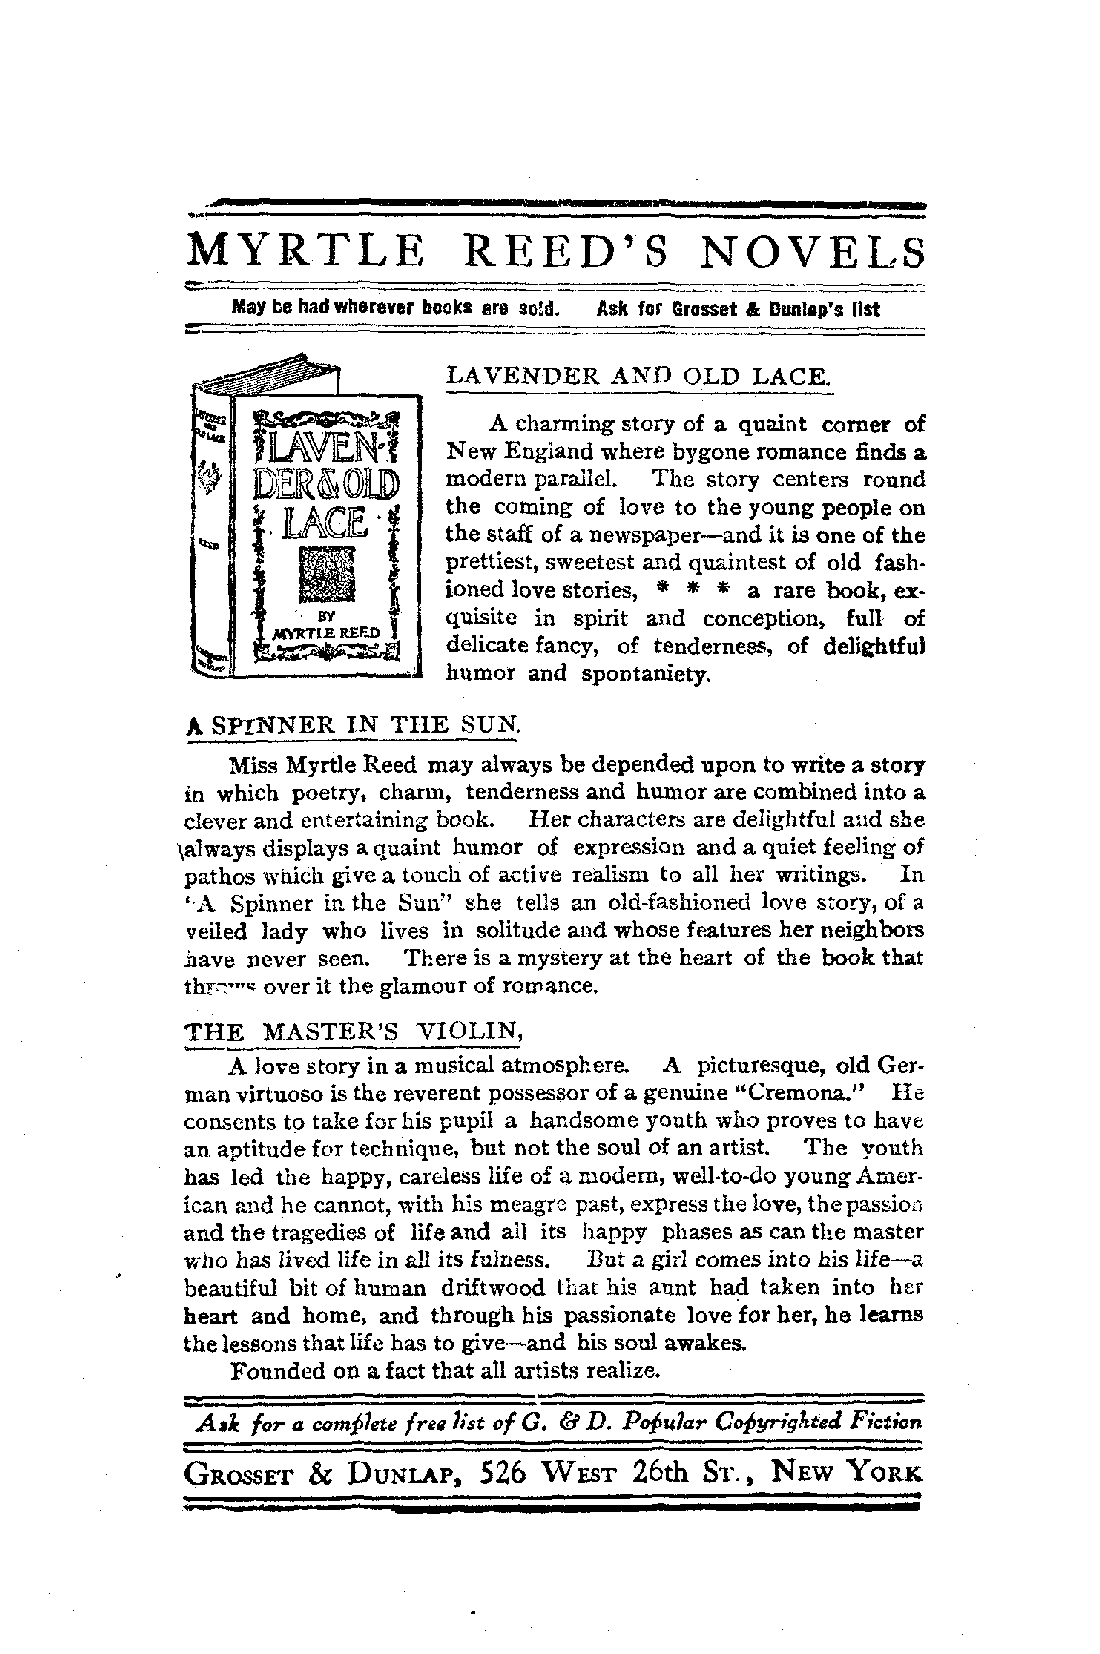 MYRTLE REED'S NOVELS
May be had wherever books are sold. Ask for Grosset & Dunlap's list
LAVEN-
DER & OLD
LACE
BY
MYRTLE REED
LAVENDER AND OLD LACE.
A charming story of a quaint corner of
New England where bygone romance finds a
modern parallel. The story centers round
the coming of love to the young people on
the staff of a newspaper—and it is one of the
prettiest, sweetest and quaintest of old fash-
ioned love stories, * * * a rare book, ex-
quisite in spirit and conception, full of
delicate fancy, of tenderness, of delightful
humor and spontaniety.
A SPINNER IN THE SUN.
Miss Myrtle Reed may always be depended upon to write a story
in which poetry, charm, tenderness and humor are combined into a
clever and entertaining book. Her characters are delightful and she
always displays a quaint humor of expression and a quiet feeling of
pathos which give a touch of active realism to all her writings. In
"A Spinner in the Sun" she tells an old-fashioned love story, of a
veiled lady who lives in solitude and whose features her neighbors
have never seen. There is a mystery at the heart of the book that
throws over it the glamour of romance.
THE MASTER'S VIOLIN,
A love story in a musical atmosphere. A picturesque, old Ger-
man virtuoso is the reverent possessor of a genuine "Cremona." He
consents to take for his pupil a handsome youth who proves to have
an aptitude for technique, but not the soul of an artist. The youth
has led the happy, careless life of a modern, well-to-do young Amer-
ican and he cannot, with his meagre past, express the love, the passion
and the tragedies of life and all its happy phases as can the master
who has lived life in all its fulness. But a girl comes into his life—a
beautiful bit of human driftwood that his aunt had taken into her
heart and home, and through his passionate love for her, he learns
the lessons that life has to give—and his soul awakes.
Founded on a fact that all artists realize.
Ask for a complete free list of G. & D. Popular Copyrighted Fiction
GROSSET & DUNLAP, 526 WEST 26th ST., NEW YORK